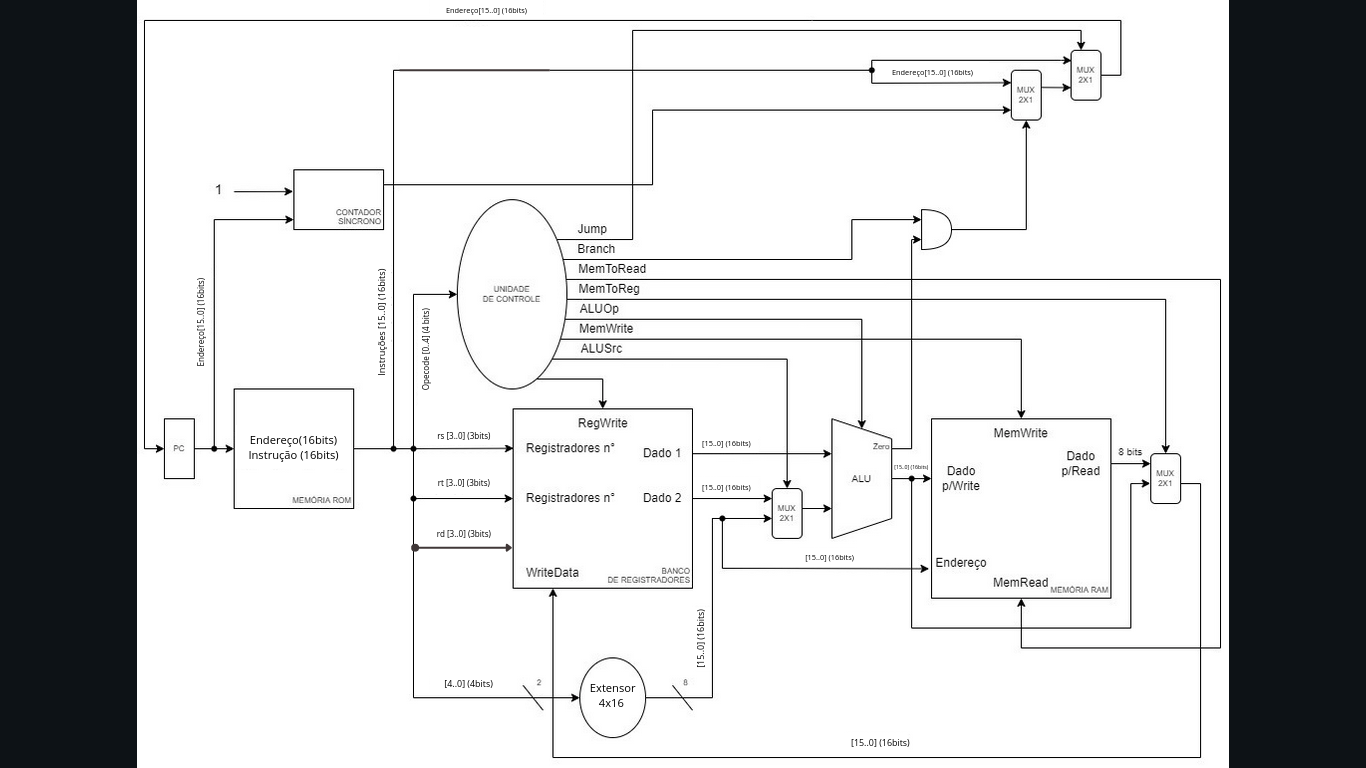 Endereço[15..0] (16bits)
MUX
2X1
Endereço[15..0] (16bits)
MUX
2X1
1
CONTADOR
SÍNCRONO
Jump
Branch
MemToRead
MemToReg
ALUOp
MemWrite
ALUSrc
UNIDADE
DE CONTROLE
Endereço[15..0] (16bits)
Instruções [15..0] (16bits)
Opecode [0..4] (4 bits)
PC
Endereço(16bits)
Instrução (16bits)
MEMÓRIA ROM
rs [3..0] (3bits)
rt [3..0] (3bits)
rd [3..0] (3bits)
RegWrite
Registradores n°
Dado 1
Registradores n°
Dado 2
WriteData
BANCO
DE REGISTRADORES
[15..0] (16bits)
[15..0] (16bits)
MUX
2X1
Zero
ALU
[15..0] (16bits)
[15..0] (16bits)
MemWrite
Dado
p/Write
Dado
p/Read
Endereço
MemRead
MEMÓRIA RAM
8 bits
MUX
2X1
[15..0] (16bits)
[4..0] (4bits)
2
Extensor
4x16
8
[15..0] (16bits)